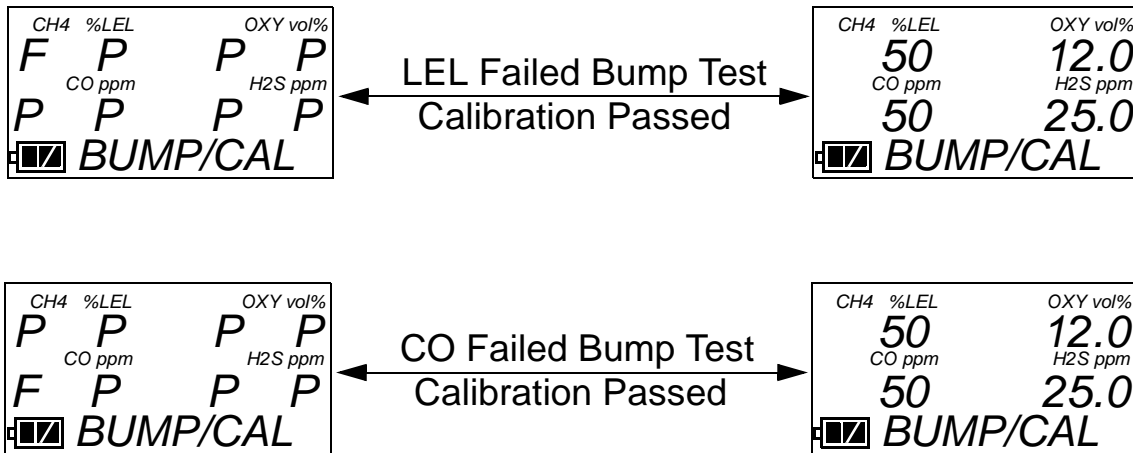 CH4 %LEL OXY vol%
F P P P
CO ppm H2S ppm
P P P P
BUMP/CAL
LEL Failed Bump Test
Calibration Passed
CH4 %LEL OXY vol%
50 12.0
CO ppm H2S ppm
50 25.0
BUMP/CAL
CH4 %LEL OXY vol%
P P P P
CO ppm H2S ppm
F P P P
BUMP/CAL
CO Failed Bump Test
Calibration Passed
CH4 %LEL OXY vol%
50 12.0
CO ppm H2S ppm
50 25.0
BUMP/CAL